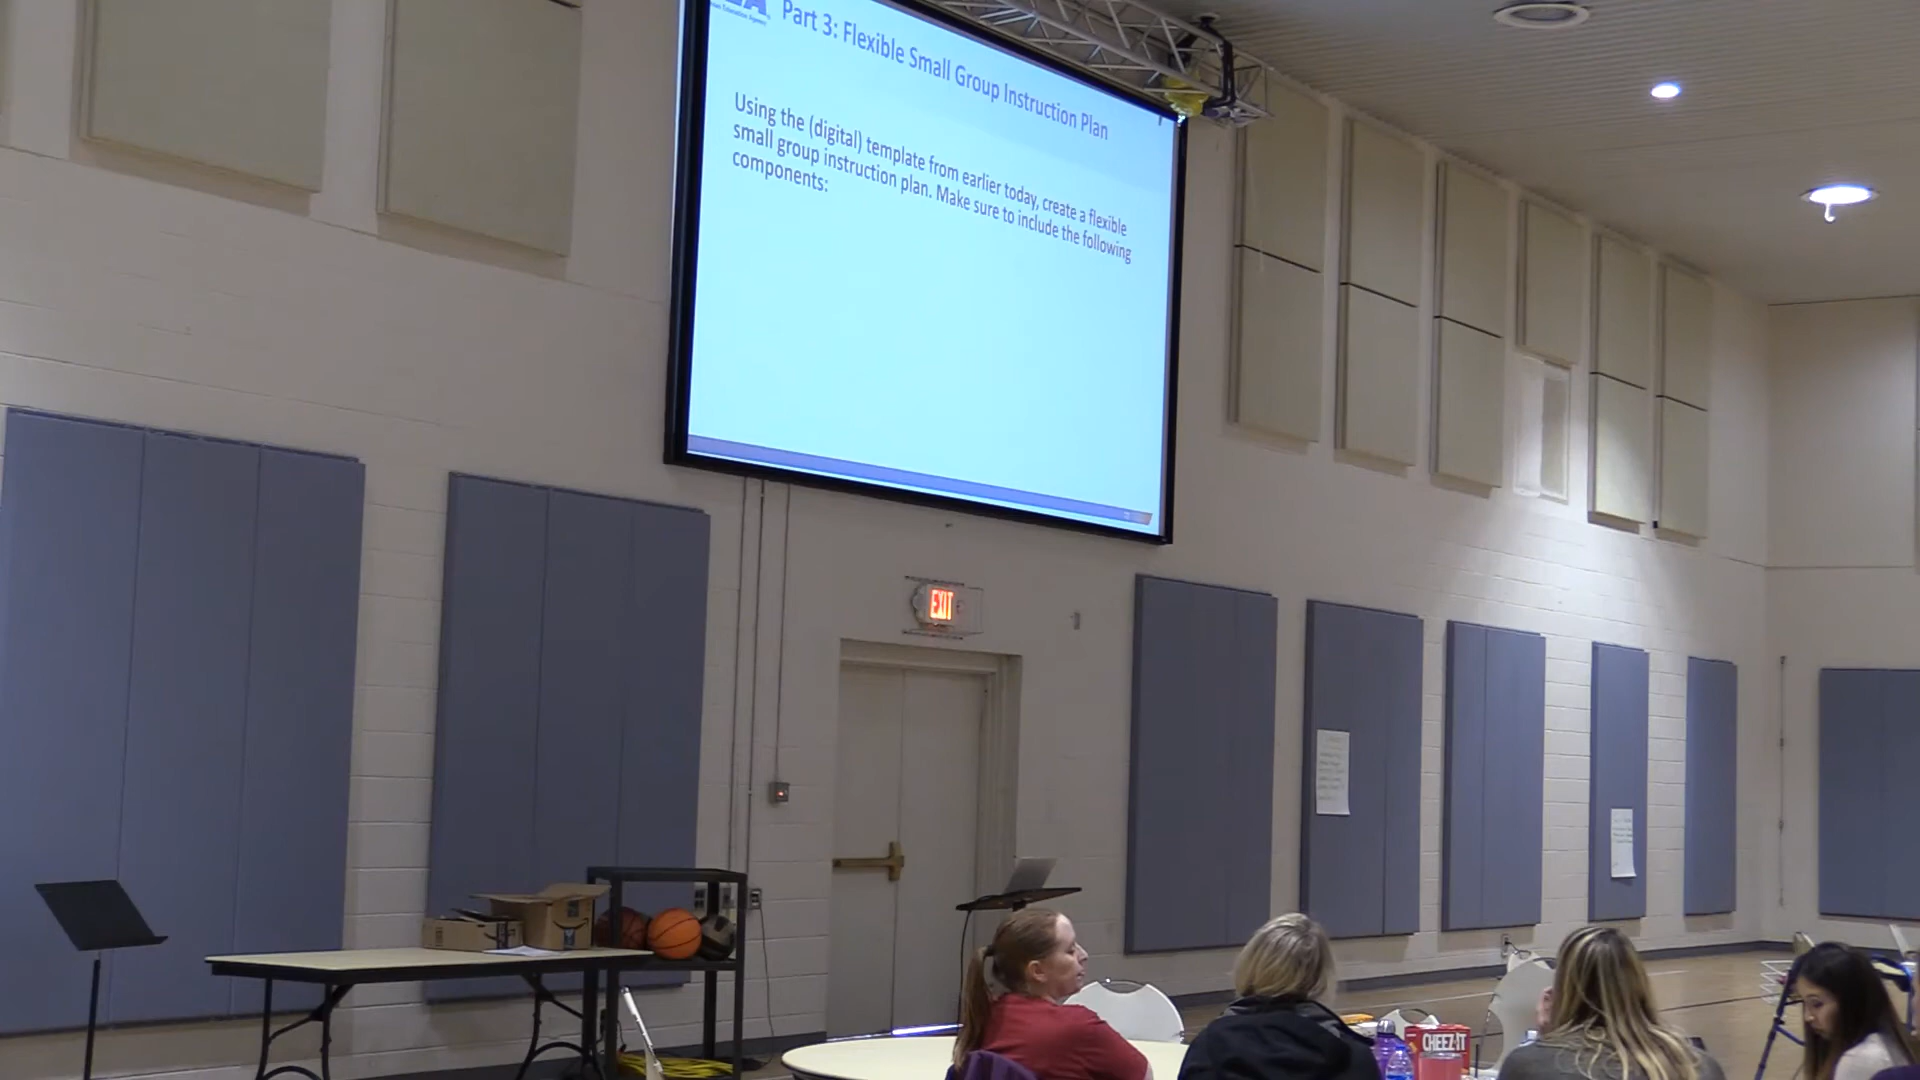 Part 3: Flexible Small Group Instruction Plan
Using the (digital) template from earlier today, create a flexible
small group instruction plan. Make sure to include the following
components:
EXIT
CHEEZ-IT